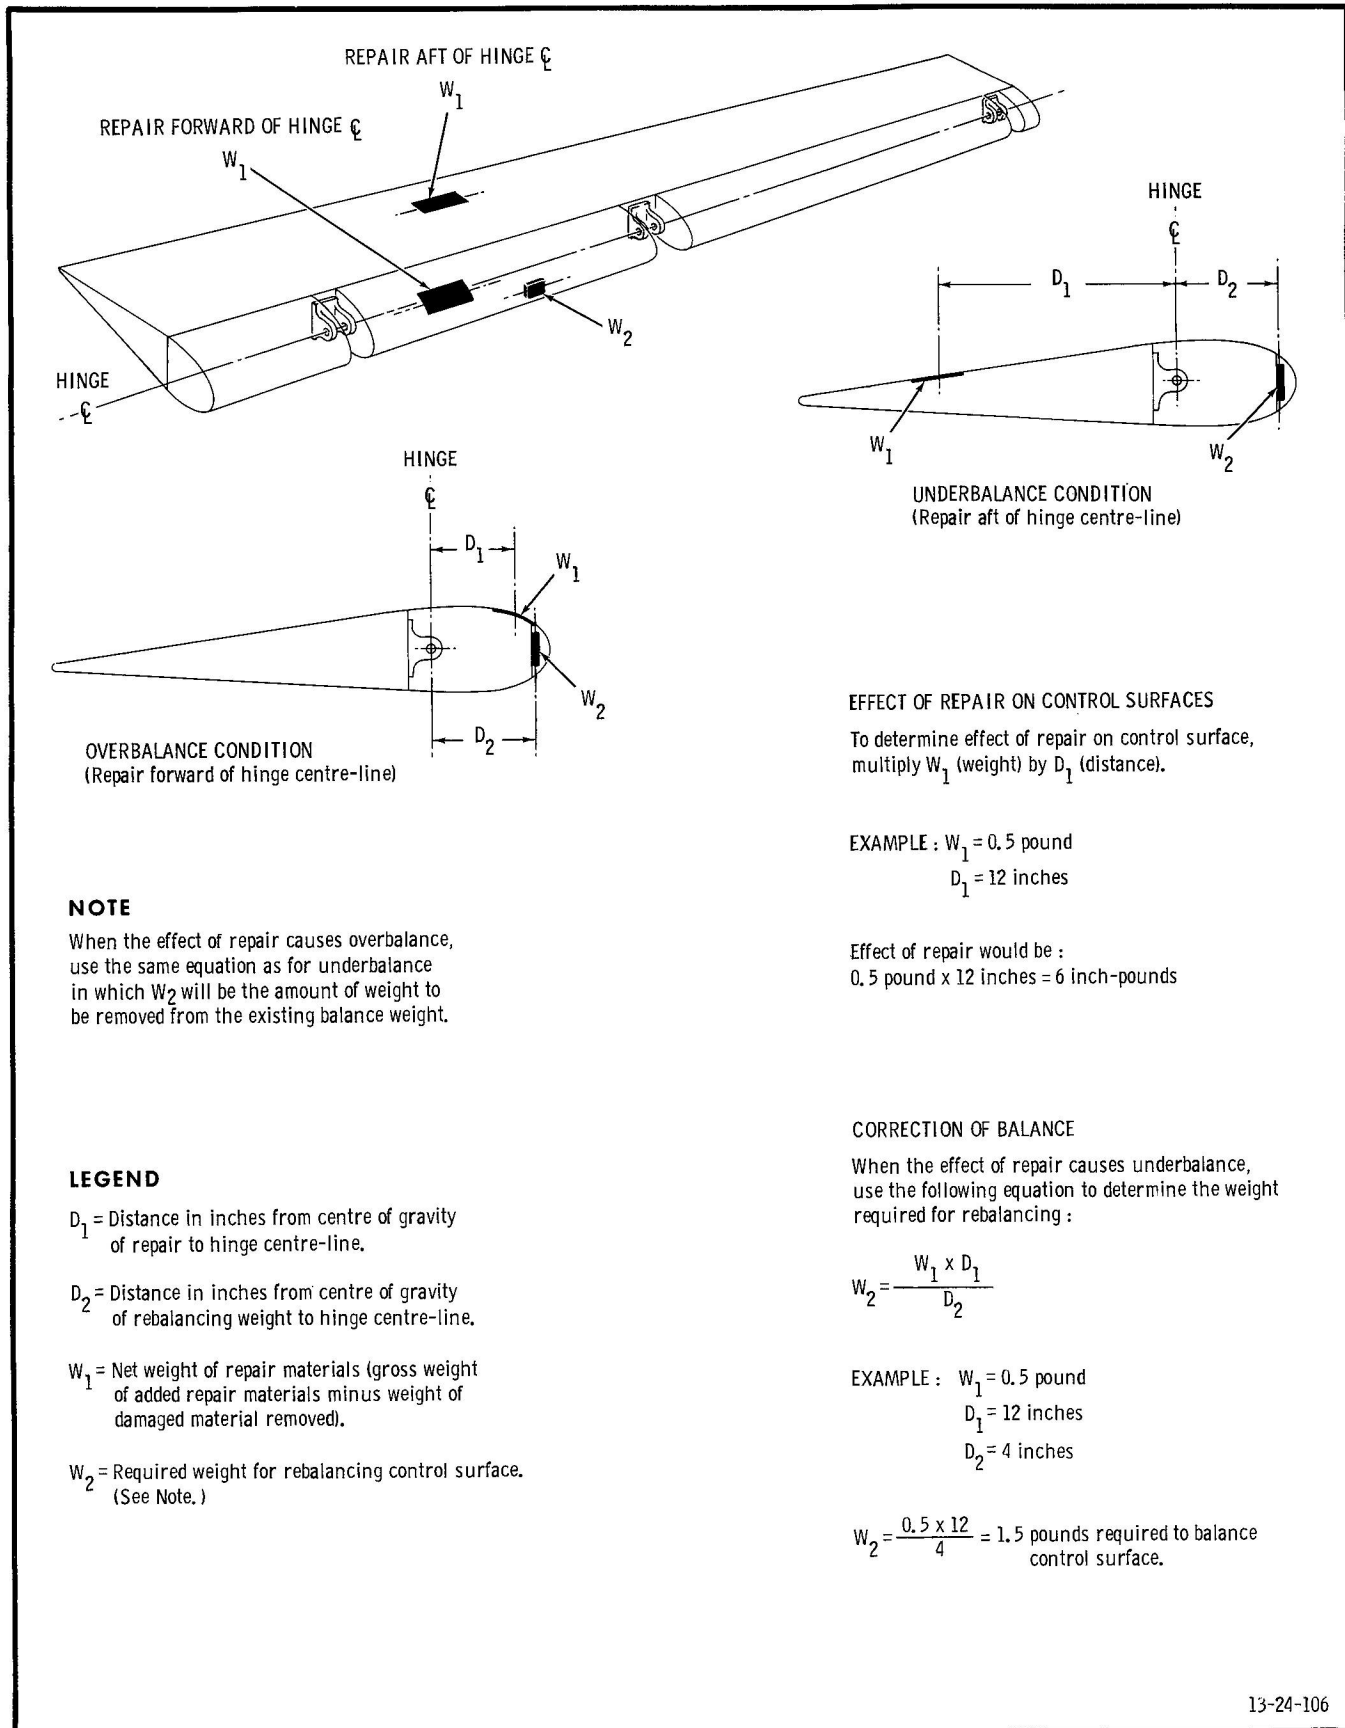 REPAIR AFT OF HINGE ℄
W1
REPAIR FORWARD OF HINGE ℄
W1
W2
HINGE
℄
HINGE
℄
D1
D2
W1
W2
UNDERBALANCE CONDITION
(Repair aft of hinge centre-line)
HINGE
℄
D1
W1
W2
D2
OVERBALANCE CONDITION
(Repair forward of hinge centre-line)
EFFECT OF REPAIR ON CONTROL SURFACES
To determine effect of repair on control surface,
multiply W1 (weight) by D1 (distance).
EXAMPLE : W1 = 0.5 pound
D1 = 12 inches
Effect of repair would be :
0.5 pound x 12 inches = 6 inch-pounds
NOTE
When the effect of repair causes overbalance,
use the same equation as for underbalance
in which W2 will be the amount of weight to
be removed from the existing balance weight.
LEGEND
D1 = Distance in inches from centre of gravity
of repair to hinge centre-line.
D2 = Distance in inches from centre of gravity
of rebalancing weight to hinge centre-line.
W1 = Net weight of repair materials (gross weight
of added repair materials minus weight of
damaged material removed).
W2 = Required weight for rebalancing control surface.
(See Note.)
CORRECTION OF BALANCE
When the effect of repair causes underbalance,
use the following equation to determine the weight
required for rebalancing :
W2 = W1 x D1 / D2
EXAMPLE : W1 = 0.5 pound
D1 = 12 inches
D2 = 4 inches
W2 = 0.5 x 12 / 4 = 1.5 pounds required to balance
control surface.
13-24-106